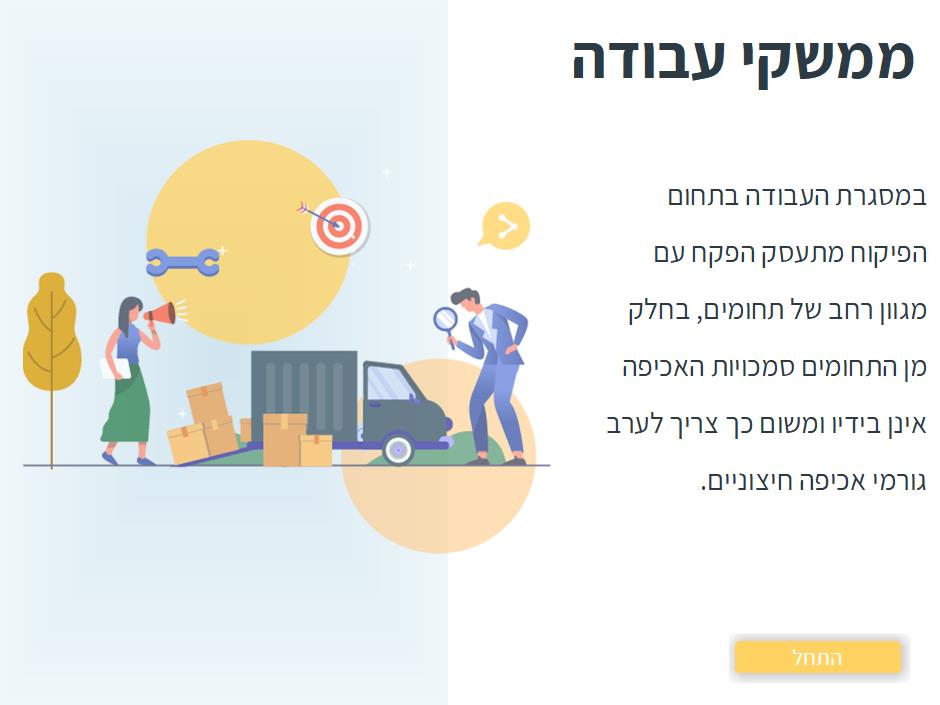 ממשקי עבודה
במסגרת העבודה בתחום
הפיקוח מתעסק הפקח עם
מגוון רחב של תחומים, בחלק
מן התחומים סמכויות האכיפה
אינן בידיו ומשום כך צריך לערב
גורמי אכיפה חיצוניים.
התחל